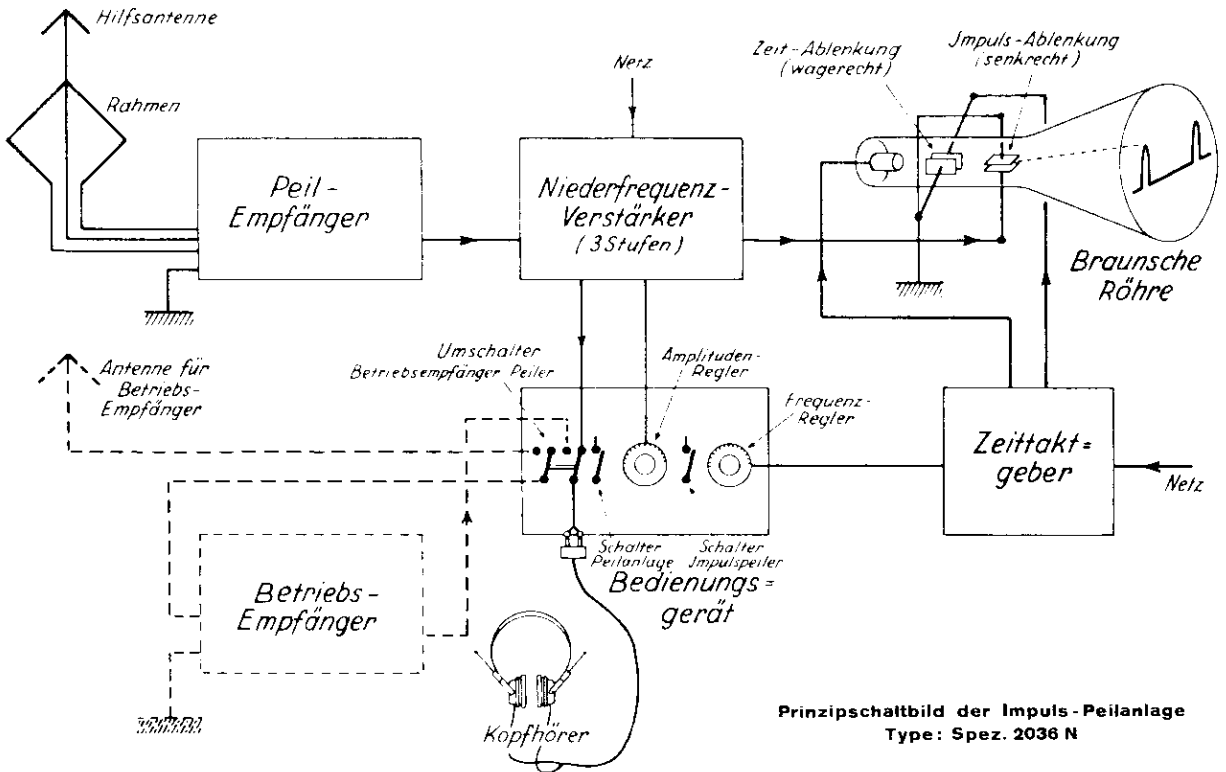 Hilfsantenne
Rahmen
Peil-
Empfänger
Netz
Niederfrequenz-
Verstärker
(3 Stufen)
Zeit-Ablenkung
(wagerecht)
Jmpuls-Ablenkung
(senkrecht)
Braunsche
Röhre
Antenne für
Betriebs-
Empfänger
Umschalter
Betriebsempfänger Peiler
Amplituden-
Regler
Frequenz-
Regler
Zeittakt=
geber
Netz
Schalter
Peilanlage
Schalter
Jmpulspeiler
Bedienungs=
gerät
Betriebs-
Empfänger
Kopfhörer
Prinzipschaltbild der Impuls-Peilanlage
Type: Spez. 2036 N